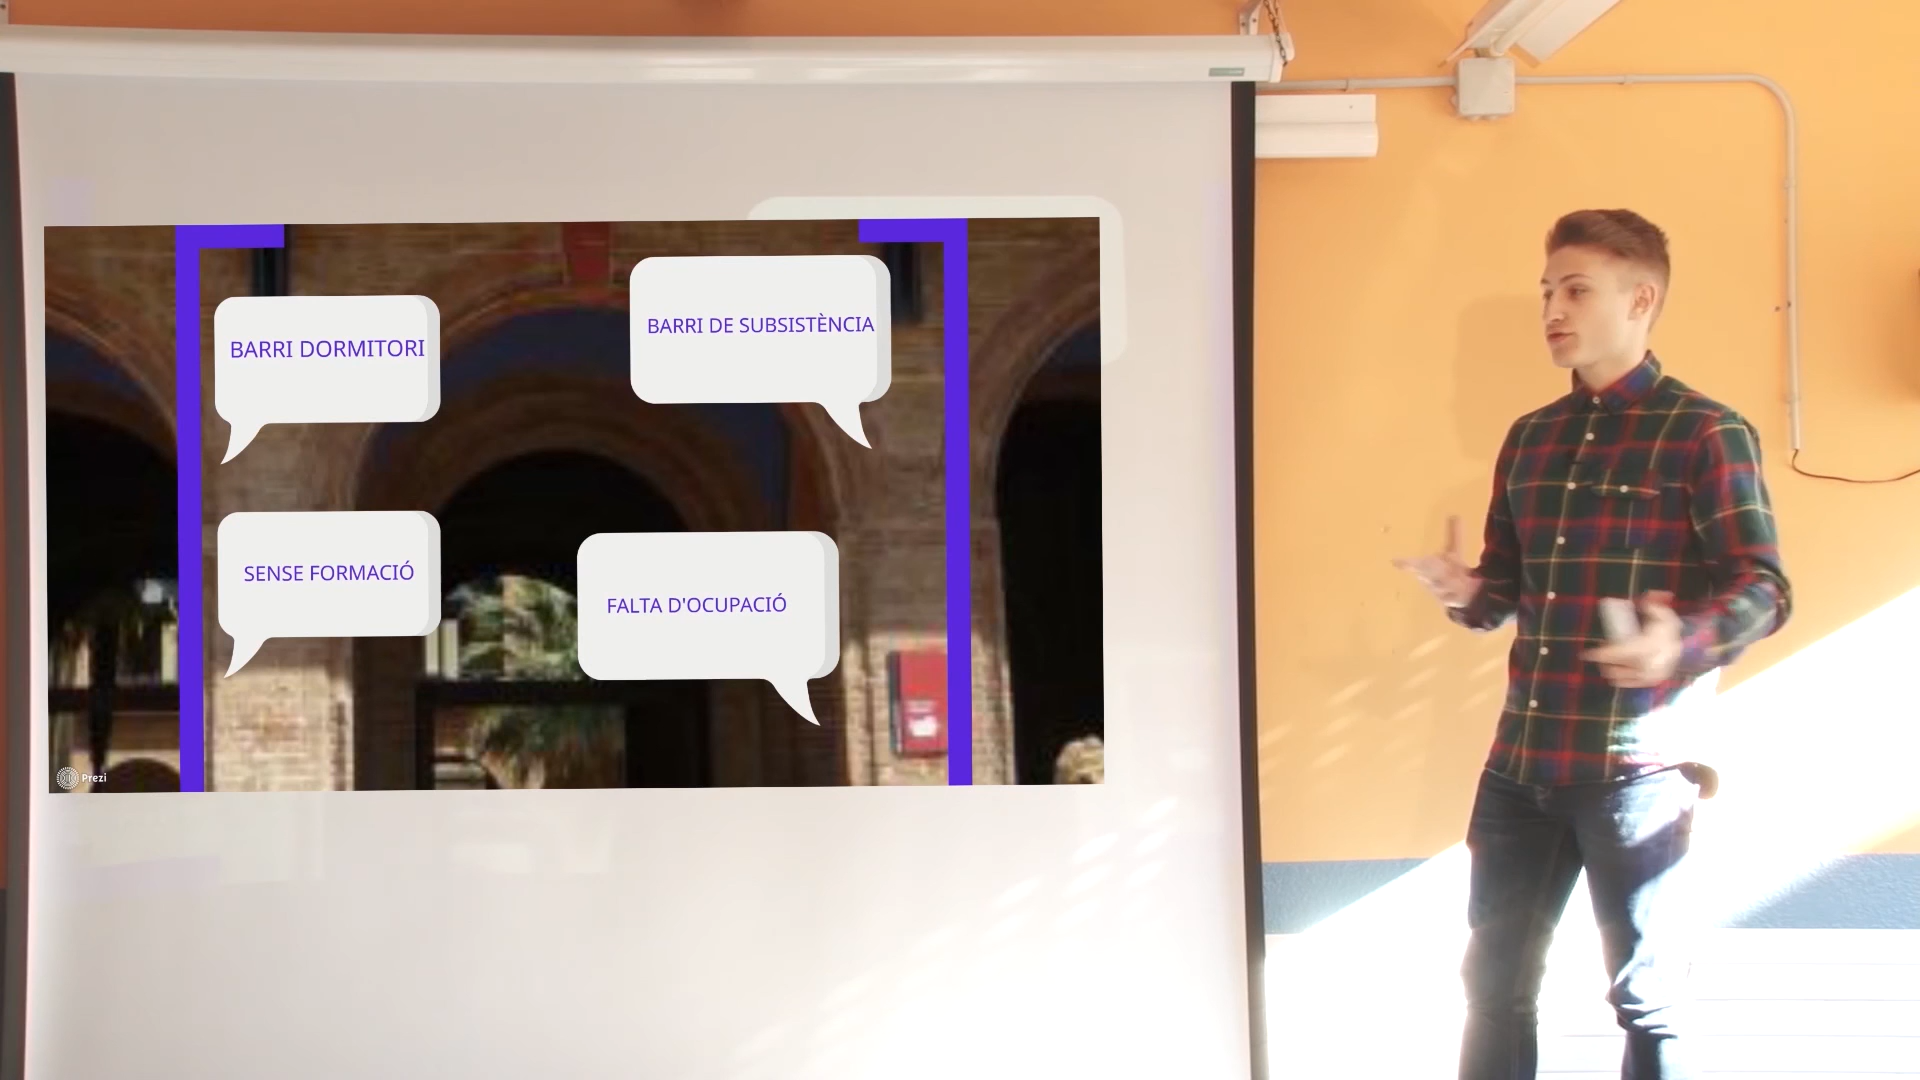 BARRI DORMITORI
BARRI DE SUBSISTÈNCIA
SENSE FORMACIÓ
FALTA D'OCUPACIÓ
Prezi